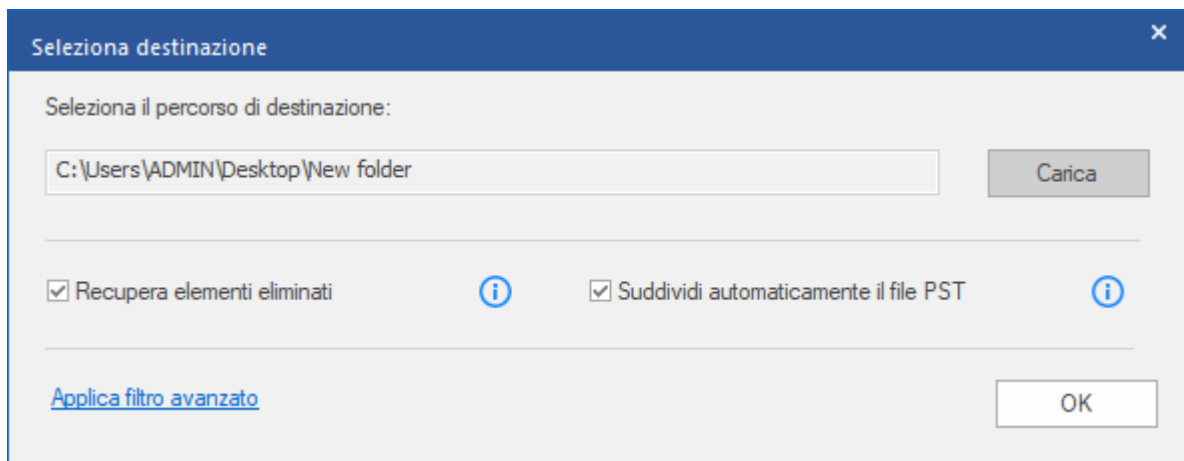 Seleziona destinazione
Seleziona il percorso di destinazione:
C:\Users\ADMIN\Desktop\New folder
Carica
Recupera elementi eliminati
Suddividi automaticamente il file PST
Applica filtro avanzato
OK